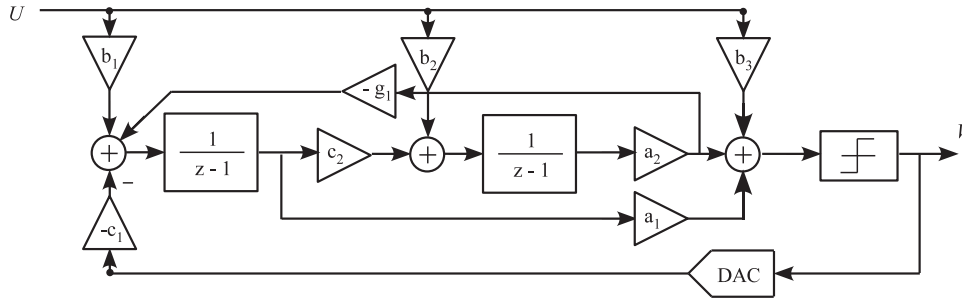 U
b₁
b₂
b₃
- g₁
1
z - 1
c₂
1
z - 1
a₂
–
-c₁
a₁
DAC